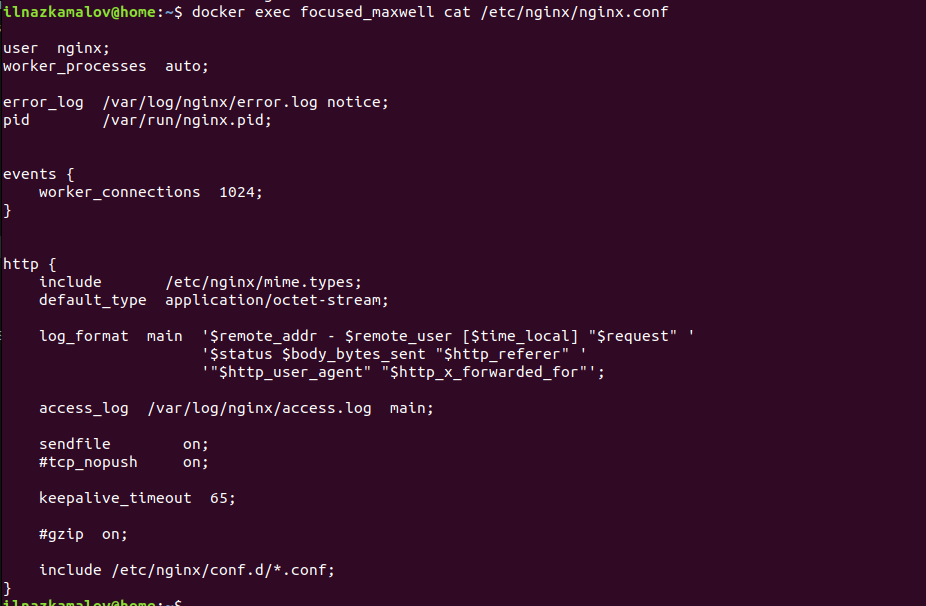 ilnazkamalov@home:~$ docker exec focused_maxwell cat /etc/nginx/nginx.conf
user  nginx;
worker_processes  auto;
error_log  /var/log/nginx/error.log notice;
pid        /var/run/nginx.pid;
events {
    worker_connections  1024;
}
http {
    include       /etc/nginx/mime.types;
    default_type  application/octet-stream;
    log_format  main  '$remote_addr - $remote_user [$time_local] "$request" '
                      '$status $body_bytes_sent "$http_referer" '
                      '"$http_user_agent" "$http_x_forwarded_for"';
    access_log  /var/log/nginx/access.log  main;
    sendfile        on;
    #tcp_nopush     on;
    keepalive_timeout  65;
    #gzip  on;
    include /etc/nginx/conf.d/*.conf;
}
ilnazkamalov@home:~$